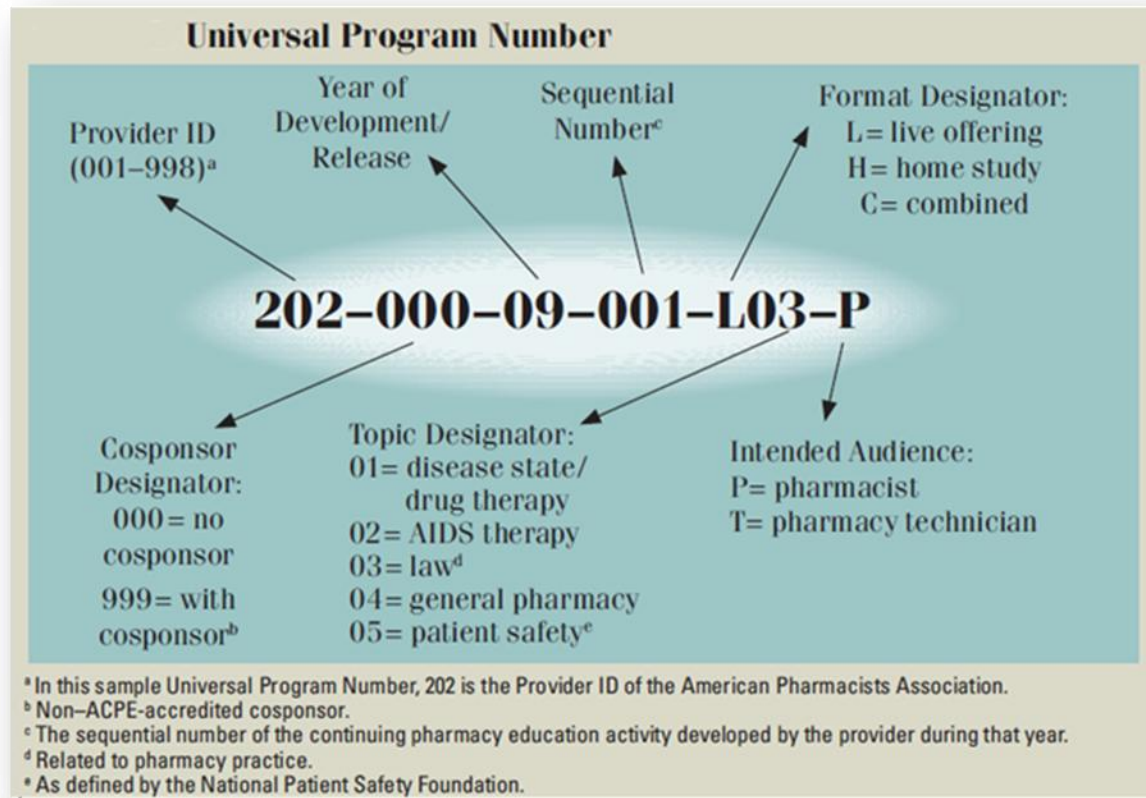 Universal Program Number
Provider ID
(001–998)ᵃ
Year of
Development/
Release
Sequential
Numberᶜ
Format Designator:
L= live offering
H= home study
C= combined
202–000–09–001–L03–P
Cosponsor
Designator:
000= no
cosponsor
999= with
cosponsorᵇ
Topic Designator:
01= disease state/
drug therapy
02= AIDS therapy
03= lawᵈ
04= general pharmacy
05= patient safetyᵉ
Intended Audience:
P= pharmacist
T= pharmacy technician
ᵃ In this sample Universal Program Number, 202 is the Provider ID of the American Pharmacists Association.
ᵇ Non–ACPE-accredited cosponsor.
ᶜ The sequential number of the continuing pharmacy education activity developed by the provider during that year.
ᵈ Related to pharmacy practice.
ᵉ As defined by the National Patient Safety Foundation.